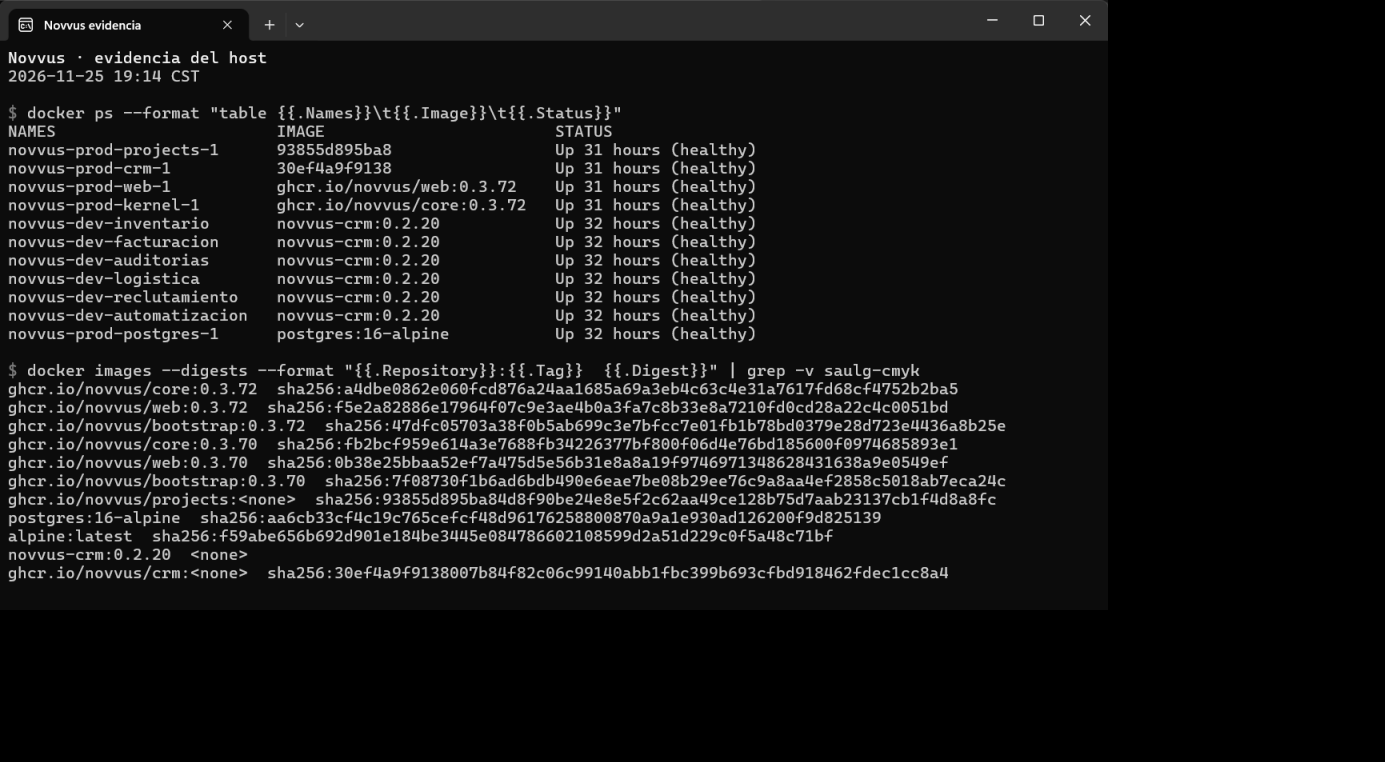 Novvus evidencia
Novvus · evidencia del host
2026-11-25 19:14 CST
$ docker ps --format "table {{.Names}}\t{{.Image}}\t{{.Status}}"
NAMES IMAGE STATUS
novvus-prod-projects-1 93855d895ba8 Up 31 hours (healthy)
novvus-prod-crm-1 30ef4a9f9138 Up 31 hours (healthy)
novvus-prod-web-1 ghcr.io/novvus/web:0.3.72 Up 31 hours (healthy)
novvus-prod-kernel-1 ghcr.io/novvus/core:0.3.72 Up 31 hours (healthy)
novvus-dev-inventario novvus-crm:0.2.20 Up 32 hours (healthy)
novvus-dev-facturacion novvus-crm:0.2.20 Up 32 hours (healthy)
novvus-dev-auditorias novvus-crm:0.2.20 Up 32 hours (healthy)
novvus-dev-logistica novvus-crm:0.2.20 Up 32 hours (healthy)
novvus-dev-reclutamiento novvus-crm:0.2.20 Up 32 hours (healthy)
novvus-dev-automatizacion novvus-crm:0.2.20 Up 32 hours (healthy)
novvus-prod-postgres-1 postgres:16-alpine Up 32 hours (healthy)
$ docker images --digests --format "{{.Repository}}:{{.Tag}}  {{.Digest}}" | grep -v saulg-cmyk
ghcr.io/novvus/core:0.3.72  sha256:a4dbe0862e060fcd876a24aa1685a69a3eb4c63c4e31a7617fd68cf4752b2ba5
ghcr.io/novvus/web:0.3.72  sha256:f5e2a82886e17964f07c9e3ae4b0a3fa7c8b33e8a7210fd0cd28a22c4c0051bd
ghcr.io/novvus/bootstrap:0.3.72  sha256:47dfc05703a38f0b5ab699c3e7bfcc7e01fb1b78bd0379e28d723e4436a8b25e
ghcr.io/novvus/core:0.3.70  sha256:fb2bcf959e614a3e7688fb34226377bf800f06d4e76bd185600f0974685893e1
ghcr.io/novvus/web:0.3.70  sha256:0b38e25bbaa52ef7a475d5e56b31e8a8a19f9746971348628431638a9e0549ef
ghcr.io/novvus/bootstrap:0.3.70  sha256:7f08730f1b6ad6bdb490e6eae7be08b29ee76c9a8aa4ef2858c5018ab7eca24c
ghcr.io/novvus/projects:<none>  sha256:93855d895ba84d8f90be24e8e5f2c62aa49ce128b75d7aab23137cb1f4d8a8fc
postgres:16-alpine  sha256:aa6cb33cf4c19c765cefcf48d96176258800870a9a1e930ad126200f9d825139
alpine:latest  sha256:f59abe656b692d901e184be3445e084786602108599d2a51d229c0f5a48c71bf
novvus-crm:0.2.20  <none>
ghcr.io/novvus/crm:<none>  sha256:30ef4a9f9138007b84f82c06c99140abb1fbc399b693cfbd918462fdec1cc8a4